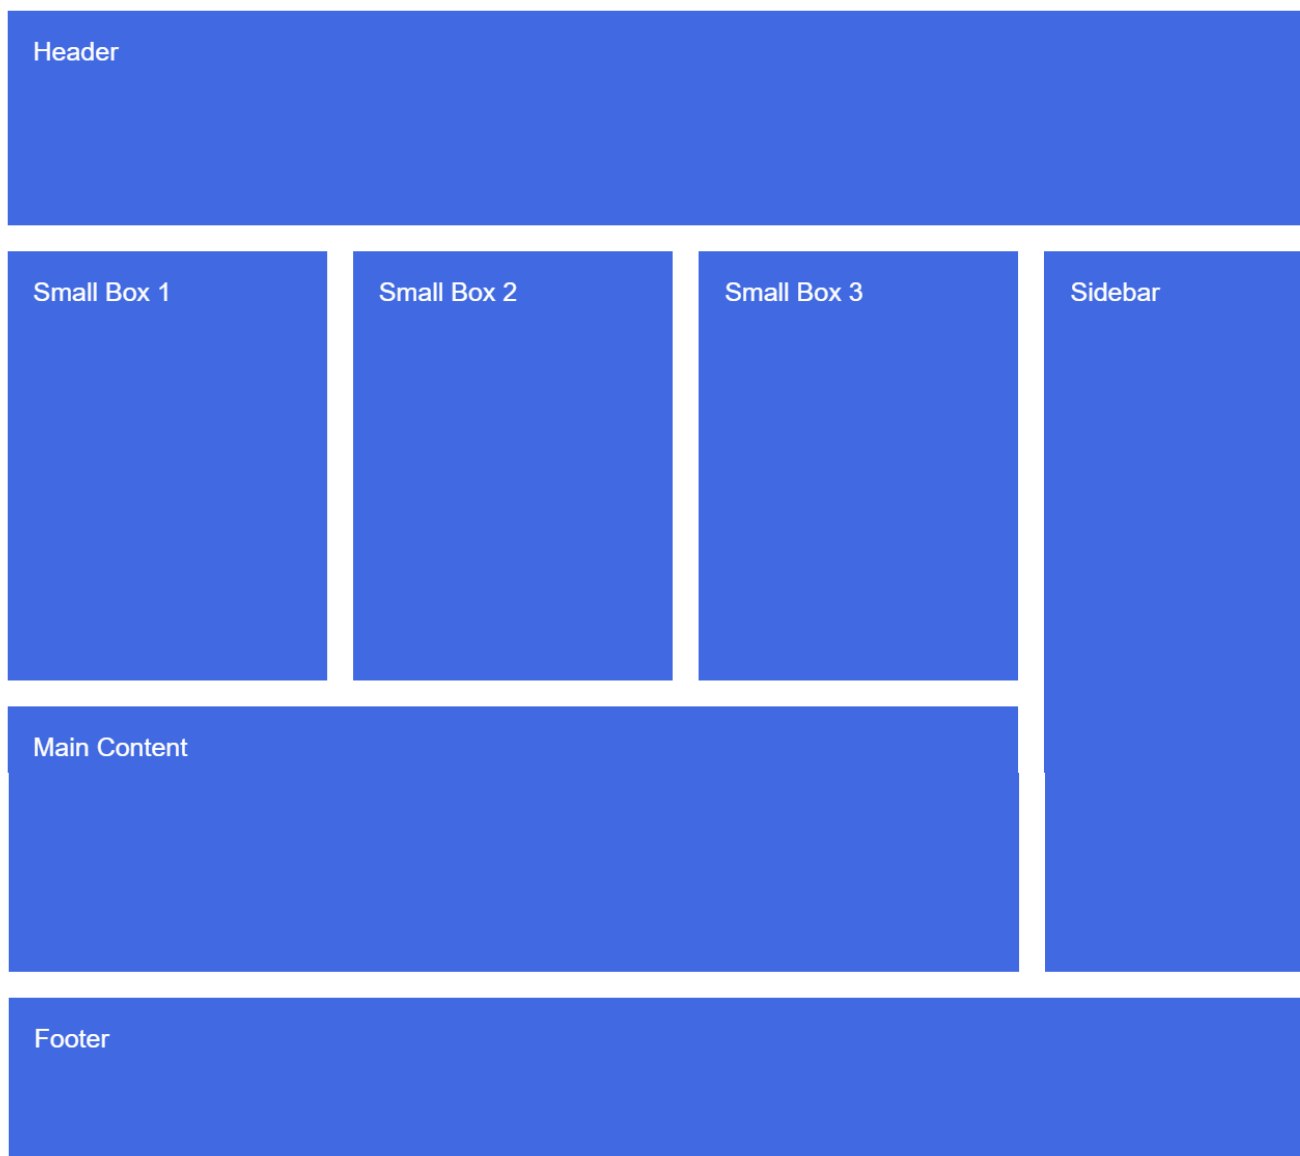 Header
Small Box 1
Small Box 2
Small Box 3
Sidebar
Main Content
Footer